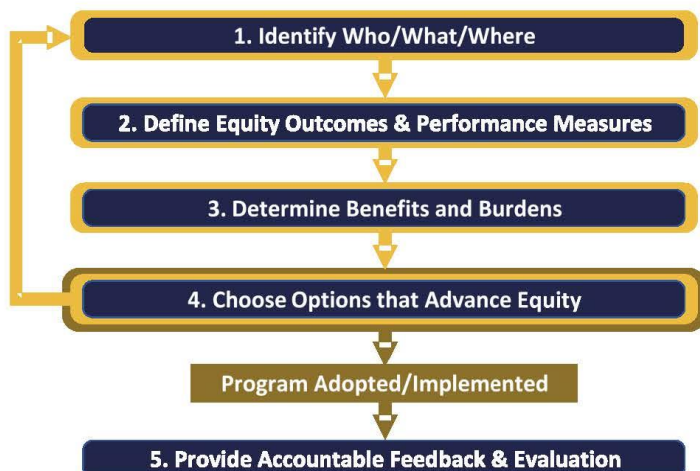 1. Identify Who/What/Where
2. Define Equity Outcomes & Performance Measures
3. Determine Benefits and Burdens
4. Choose Options that Advance Equity
Program Adopted/Implemented
5. Provide Accountable Feedback & Evaluation